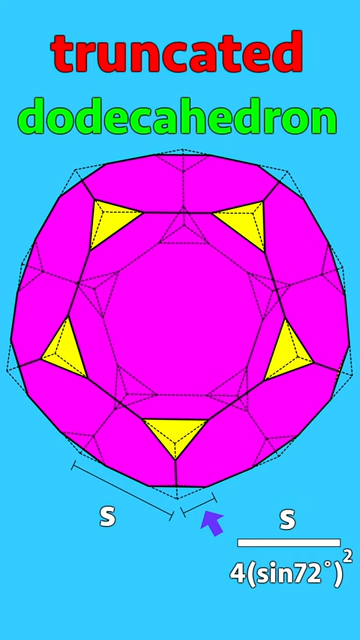 truncated
dodecahedron
s
s
4(sin72°)²